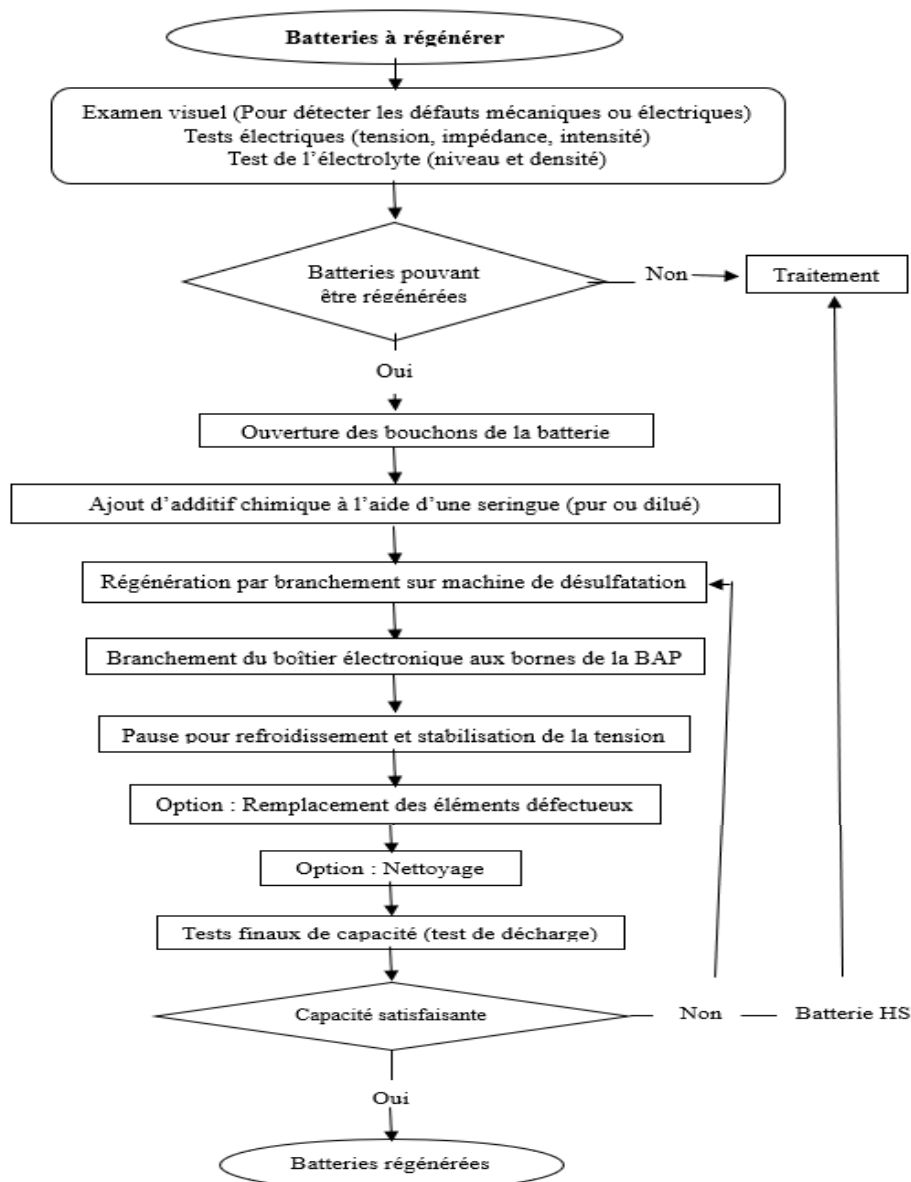 Batteries à régénérer
Examen visuel (Pour détecter les défauts mécaniques ou électriques)
Tests électriques (tension, impédance, intensité)
Test de l'électrolyte (niveau et densité)
Batteries pouvant
être régénérées
Non
Traitement
Oui
Ouverture des bouchons de la batterie
Ajout d'additif chimique à l'aide d'une seringue (pur ou dilué)
Régénération par branchement sur machine de désulfatation
Branchement du boîtier électronique aux bornes de la BAP
Pause pour refroidissement et stabilisation de la tension
Option : Remplacement des éléments défectueux
Option : Nettoyage
Tests finaux de capacité (test de décharge)
Capacité satisfaisante
Non
Batterie HS
Oui
Batteries régénérées